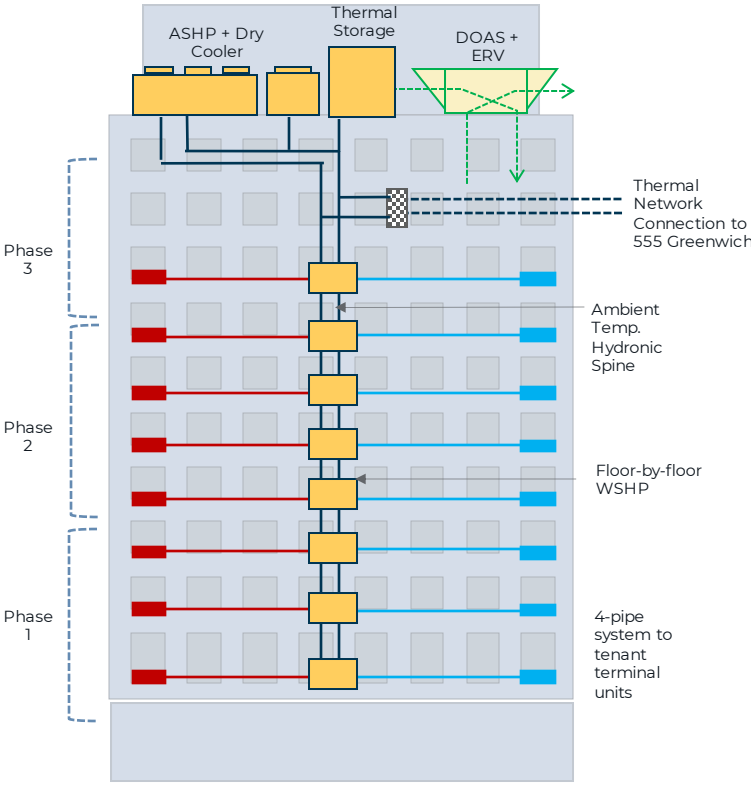 Thermal
Storage
ASHP + Dry
Cooler
DOAS +
ERV
Thermal
Network
Connection to
555 Greenwich
Phase
3
Ambient
Temp.
Hydronic
Spine
Phase
2
Floor-by-floor
WSHP
Phase
1
4-pipe
system to
tenant
terminal
units